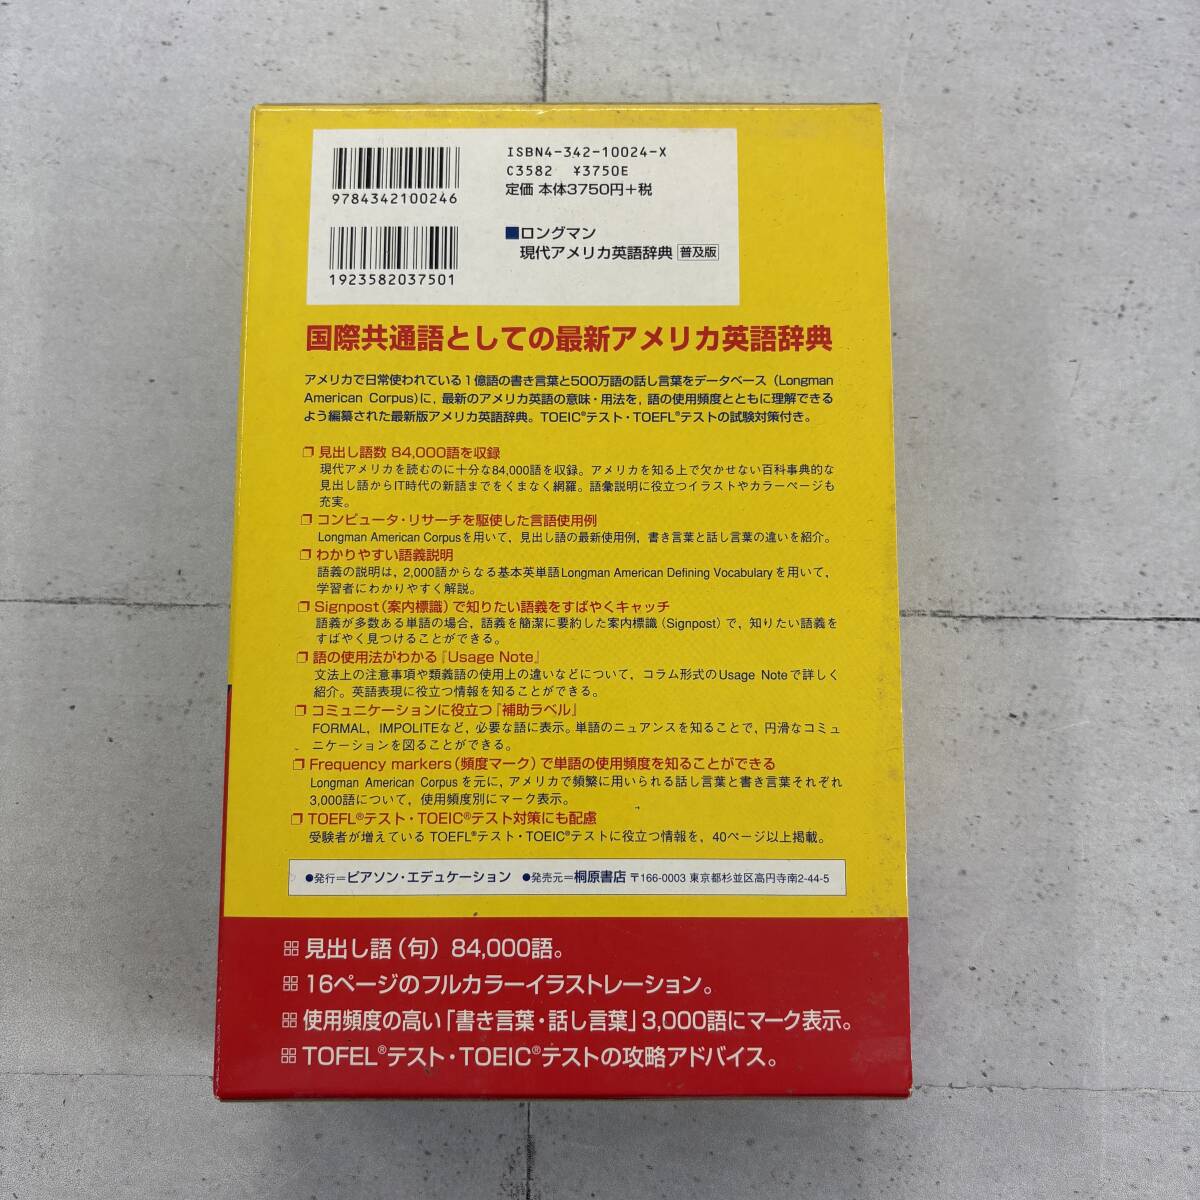 ISBN4-342-10024-X
C3582 ¥3750E
定価 本体3750円+税
9784342100246
■ロングマン
現代アメリカ英語辞典 普及版
1923582037501
国際共通語としての最新アメリカ英語辞典
アメリカで日常使われている1億語の書き言葉と500万語の話し言葉をデータベース(Longman
American Corpus)に，最新のアメリカ英語の意味・用法を，語の使用頻度とともに理解できる
よう編纂された最新版アメリカ英語辞典。TOEIC®テスト・TOEFL®テストの試験対策付き。
❒ 見出し語数 84,000語を収録
現代アメリカを読むのに十分な84,000語を収録。アメリカを知る上で欠かせない百科事典的な
見出し語からIT時代の新語までをくまなく網羅。語彙説明に役立つイラストやカラーページも
充実。
❒ コンピュータ・リサーチを駆使した言語使用例
Longman American Corpusを用いて，見出し語の最新使用例，書き言葉と話し言葉の違いを紹介。
❒ わかりやすい語義説明
語義の説明は，2,000語からなる基本英単語Longman American Defining Vocabularyを用いて，
学習者にわかりやすく解説。
❒ Signpost（案内標識）で知りたい語義をすばやくキャッチ
語義が多数ある単語の場合，語義を簡潔に要約した案内標識（Signpost）で，知りたい語義を
すばやく見つけることができる。
❒ 語の使用法がわかる『Usage Note』
文法上の注意事項や類義語の使用上の違いなどについて，コラム形式のUsage Noteで詳しく
紹介。英語表現に役立つ情報を知ることができる。
❒ コミュニケーションに役立つ『補助ラベル』
FORMAL，IMPOLITEなど，必要な語に表示。単語のニュアンスを知ることで，円滑なコミュ
ニケーションを図ることができる。
❒ Frequency markers（頻度マーク）で単語の使用頻度を知ることができる
Longman American Corpusを元に，アメリカで頻繁に用いられる話し言葉と書き言葉それぞれ
3,000語について，使用頻度別にマーク表示。
❒ TOEFL®テスト・TOEIC®テスト対策にも配慮
受験者が増えているTOEFL®テスト・TOEIC®テストに役立つ情報を，40ページ以上掲載。
●発行＝ピアソン・エデュケーション ●発売元＝桐原書店 〒166-0003 東京都杉並区高円寺南2-44-5
見出し語（句）84,000語。
16ページのフルカラーイラストレーション。
使用頻度の高い「書き言葉・話し言葉」3,000語にマーク表示。
TOFEL®テスト・TOEIC®テストの攻略アドバイス。